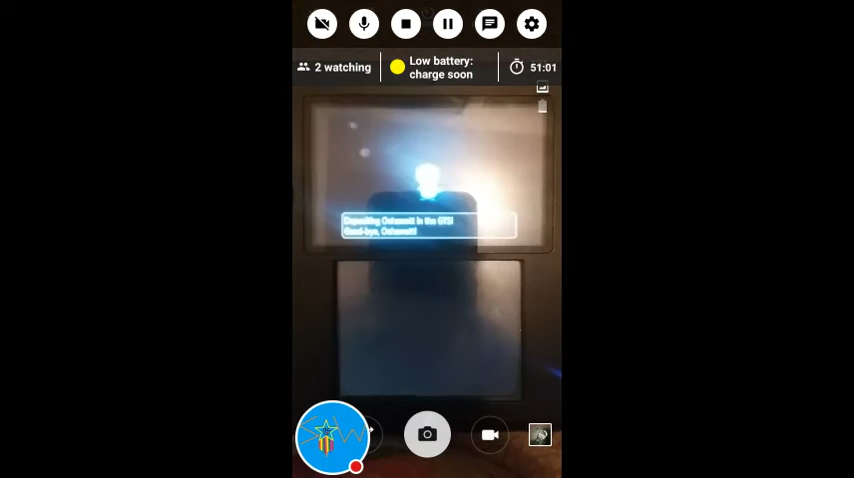 2 watching
Low battery:
charge soon
51:01
Depositing Oshawott in the GTS!
Good-bye, Oshawott!